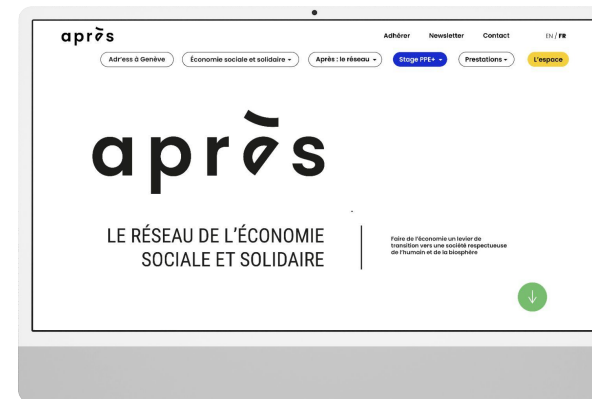 après
Adhérer Newsletter Contact EN / FR
Adr'ess à Genève Économie sociale et solidaire Après : le réseau Stage PPE+ Prestations L'espace
après
LE RÉSEAU DE L'ÉCONOMIE
SOCIALE ET SOLIDAIRE
Faire de l'économie un levier de
transition vers une société respectueuse
de l'humain et de la biosphère